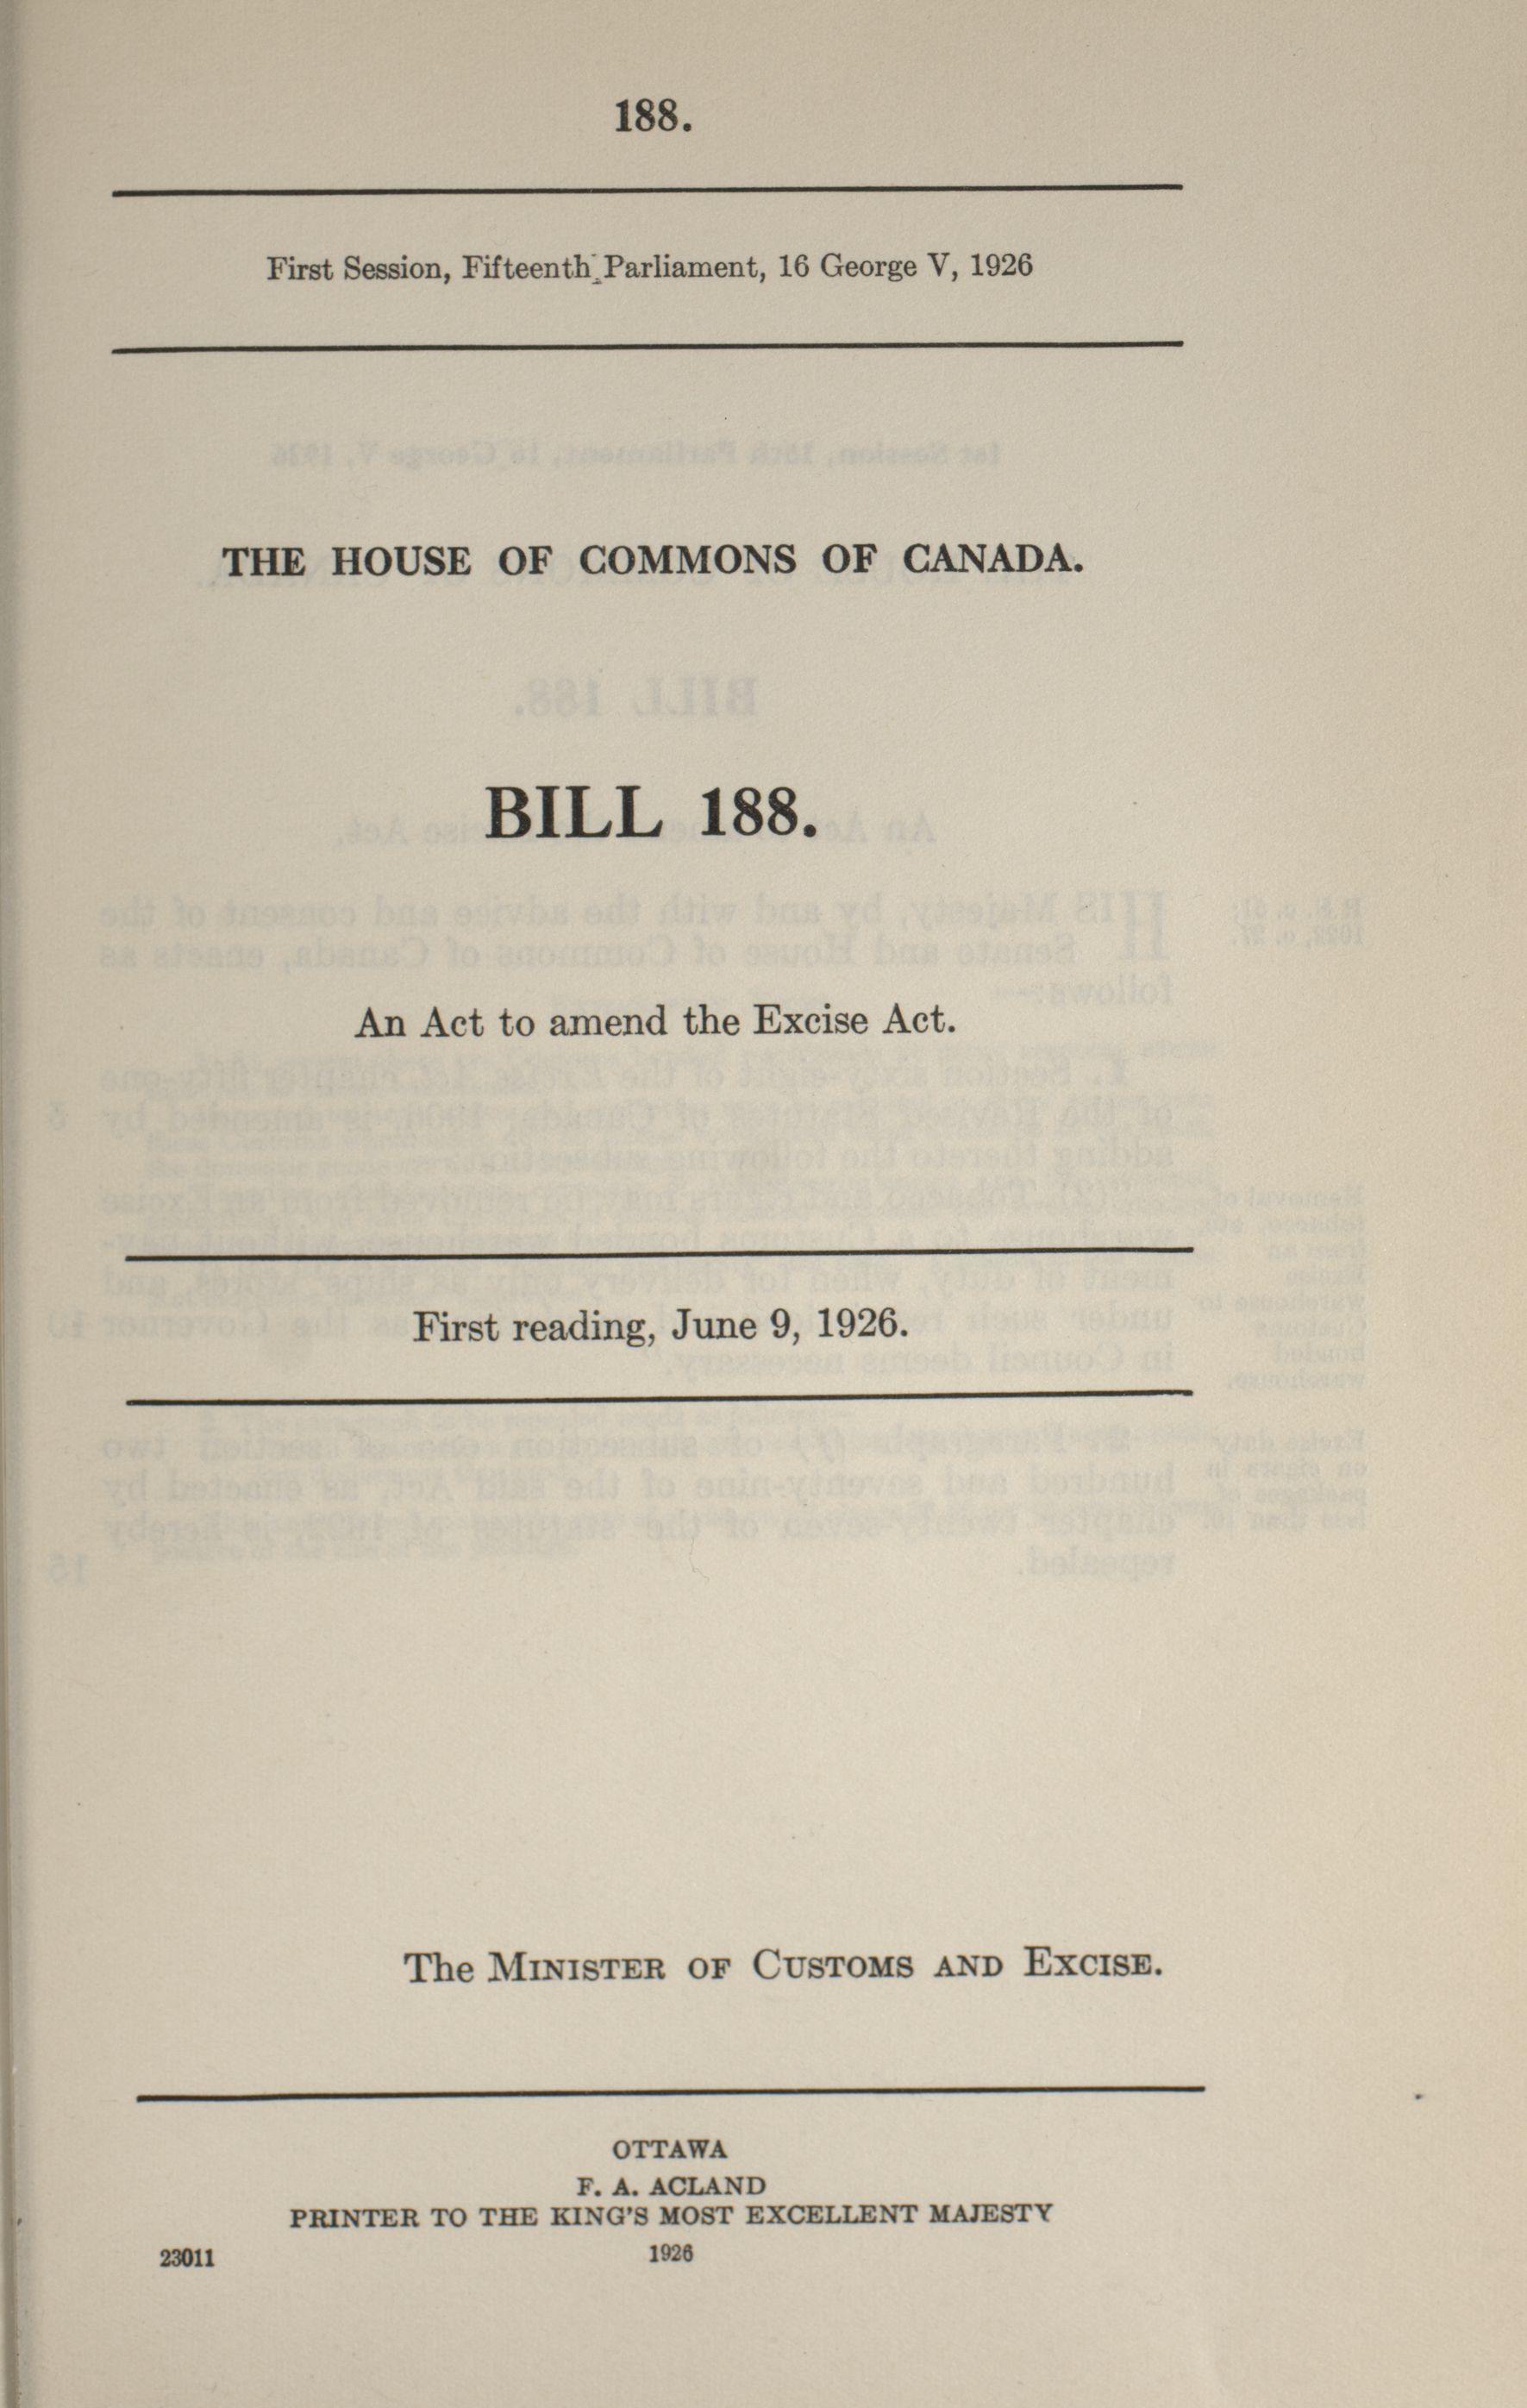 188.
First Session, Fifteenth Parliament, 16 George V, 1926
THE HOUSE OF COMMONS OF CANADA.
BILL 188.
An Act to amend the Excise Act.
First reading, June 9, 1926.
The MINISTER OF CUSTOMS AND EXCISE.
OTTAWA
F. A. ACLAND
PRINTER TO THE KING'S MOST EXCELLENT MAJESTY
23011 1926